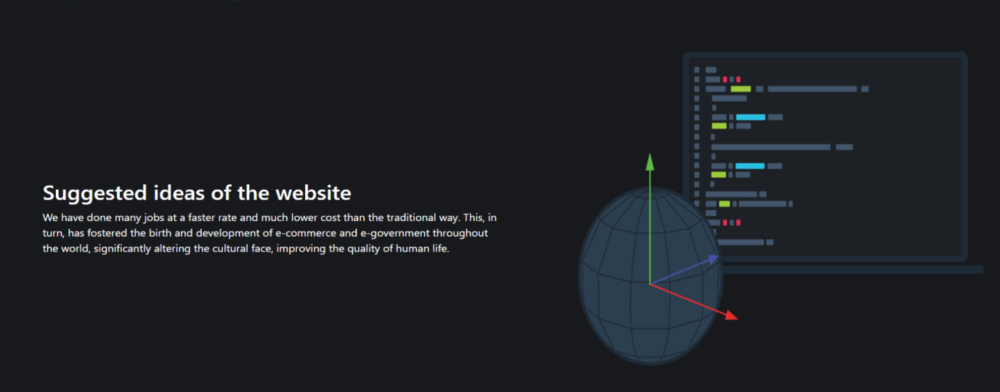 Suggested ideas of the website
We have done many jobs at a faster rate and much lower cost than the traditional way. This, in
turn, has fostered the birth and development of e-commerce and e-government throughout
the world, significantly altering the cultural face, improving the quality of human life.